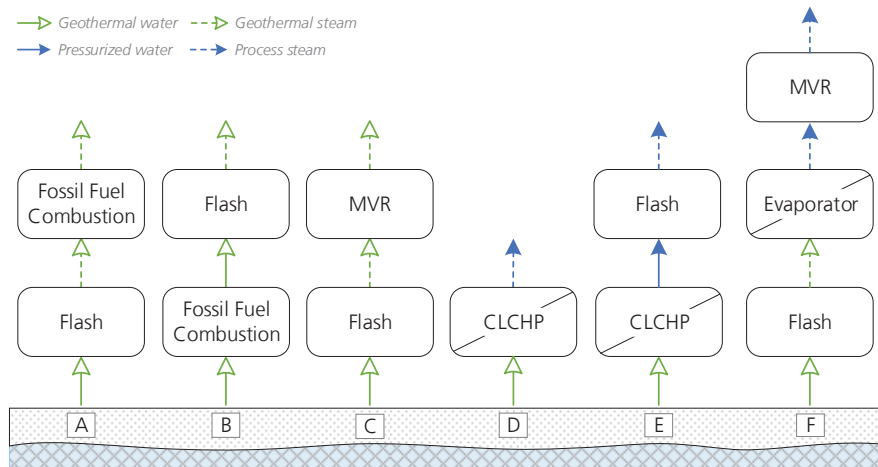 Geothermal water
Geothermal steam
Pressurized water
Process steam
MVR
Fossil Fuel
Combustion
Flash
MVR
Flash
Evaporator
Flash
Fossil Fuel
Combustion
Flash
CLCHP
CLCHP
Flash
A
B
C
D
E
F